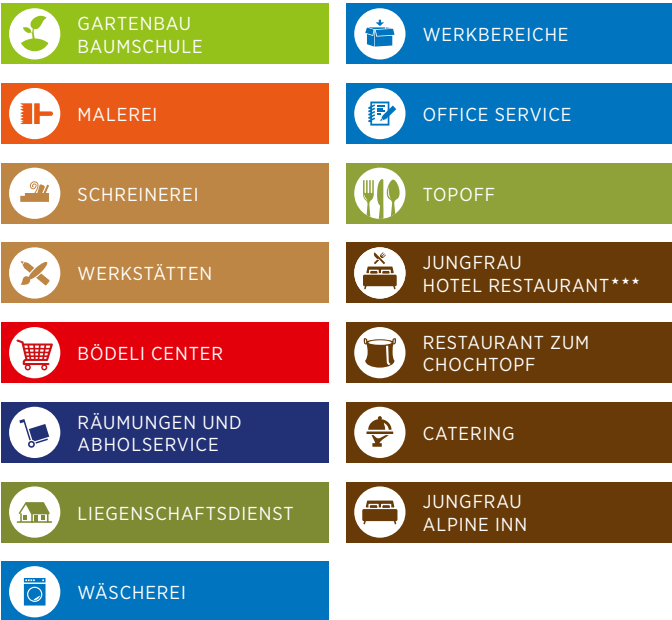 GARTENBAU
BAUMSCHULE
MALEREI
SCHREINEREI
WERKSTÄTTEN
BÖDELI CENTER
RÄUMUNGEN UND
ABHOLSERVICE
LIEGENSCHAFTSDIENST
WÄSCHEREI
WERKBEREICHE
OFFICE SERVICE
TOPOFF
JUNGFRAU
HOTEL RESTAURANT***
RESTAURANT ZUM
CHOCHTOPF
CATERING
JUNGFRAU
ALPINE INN